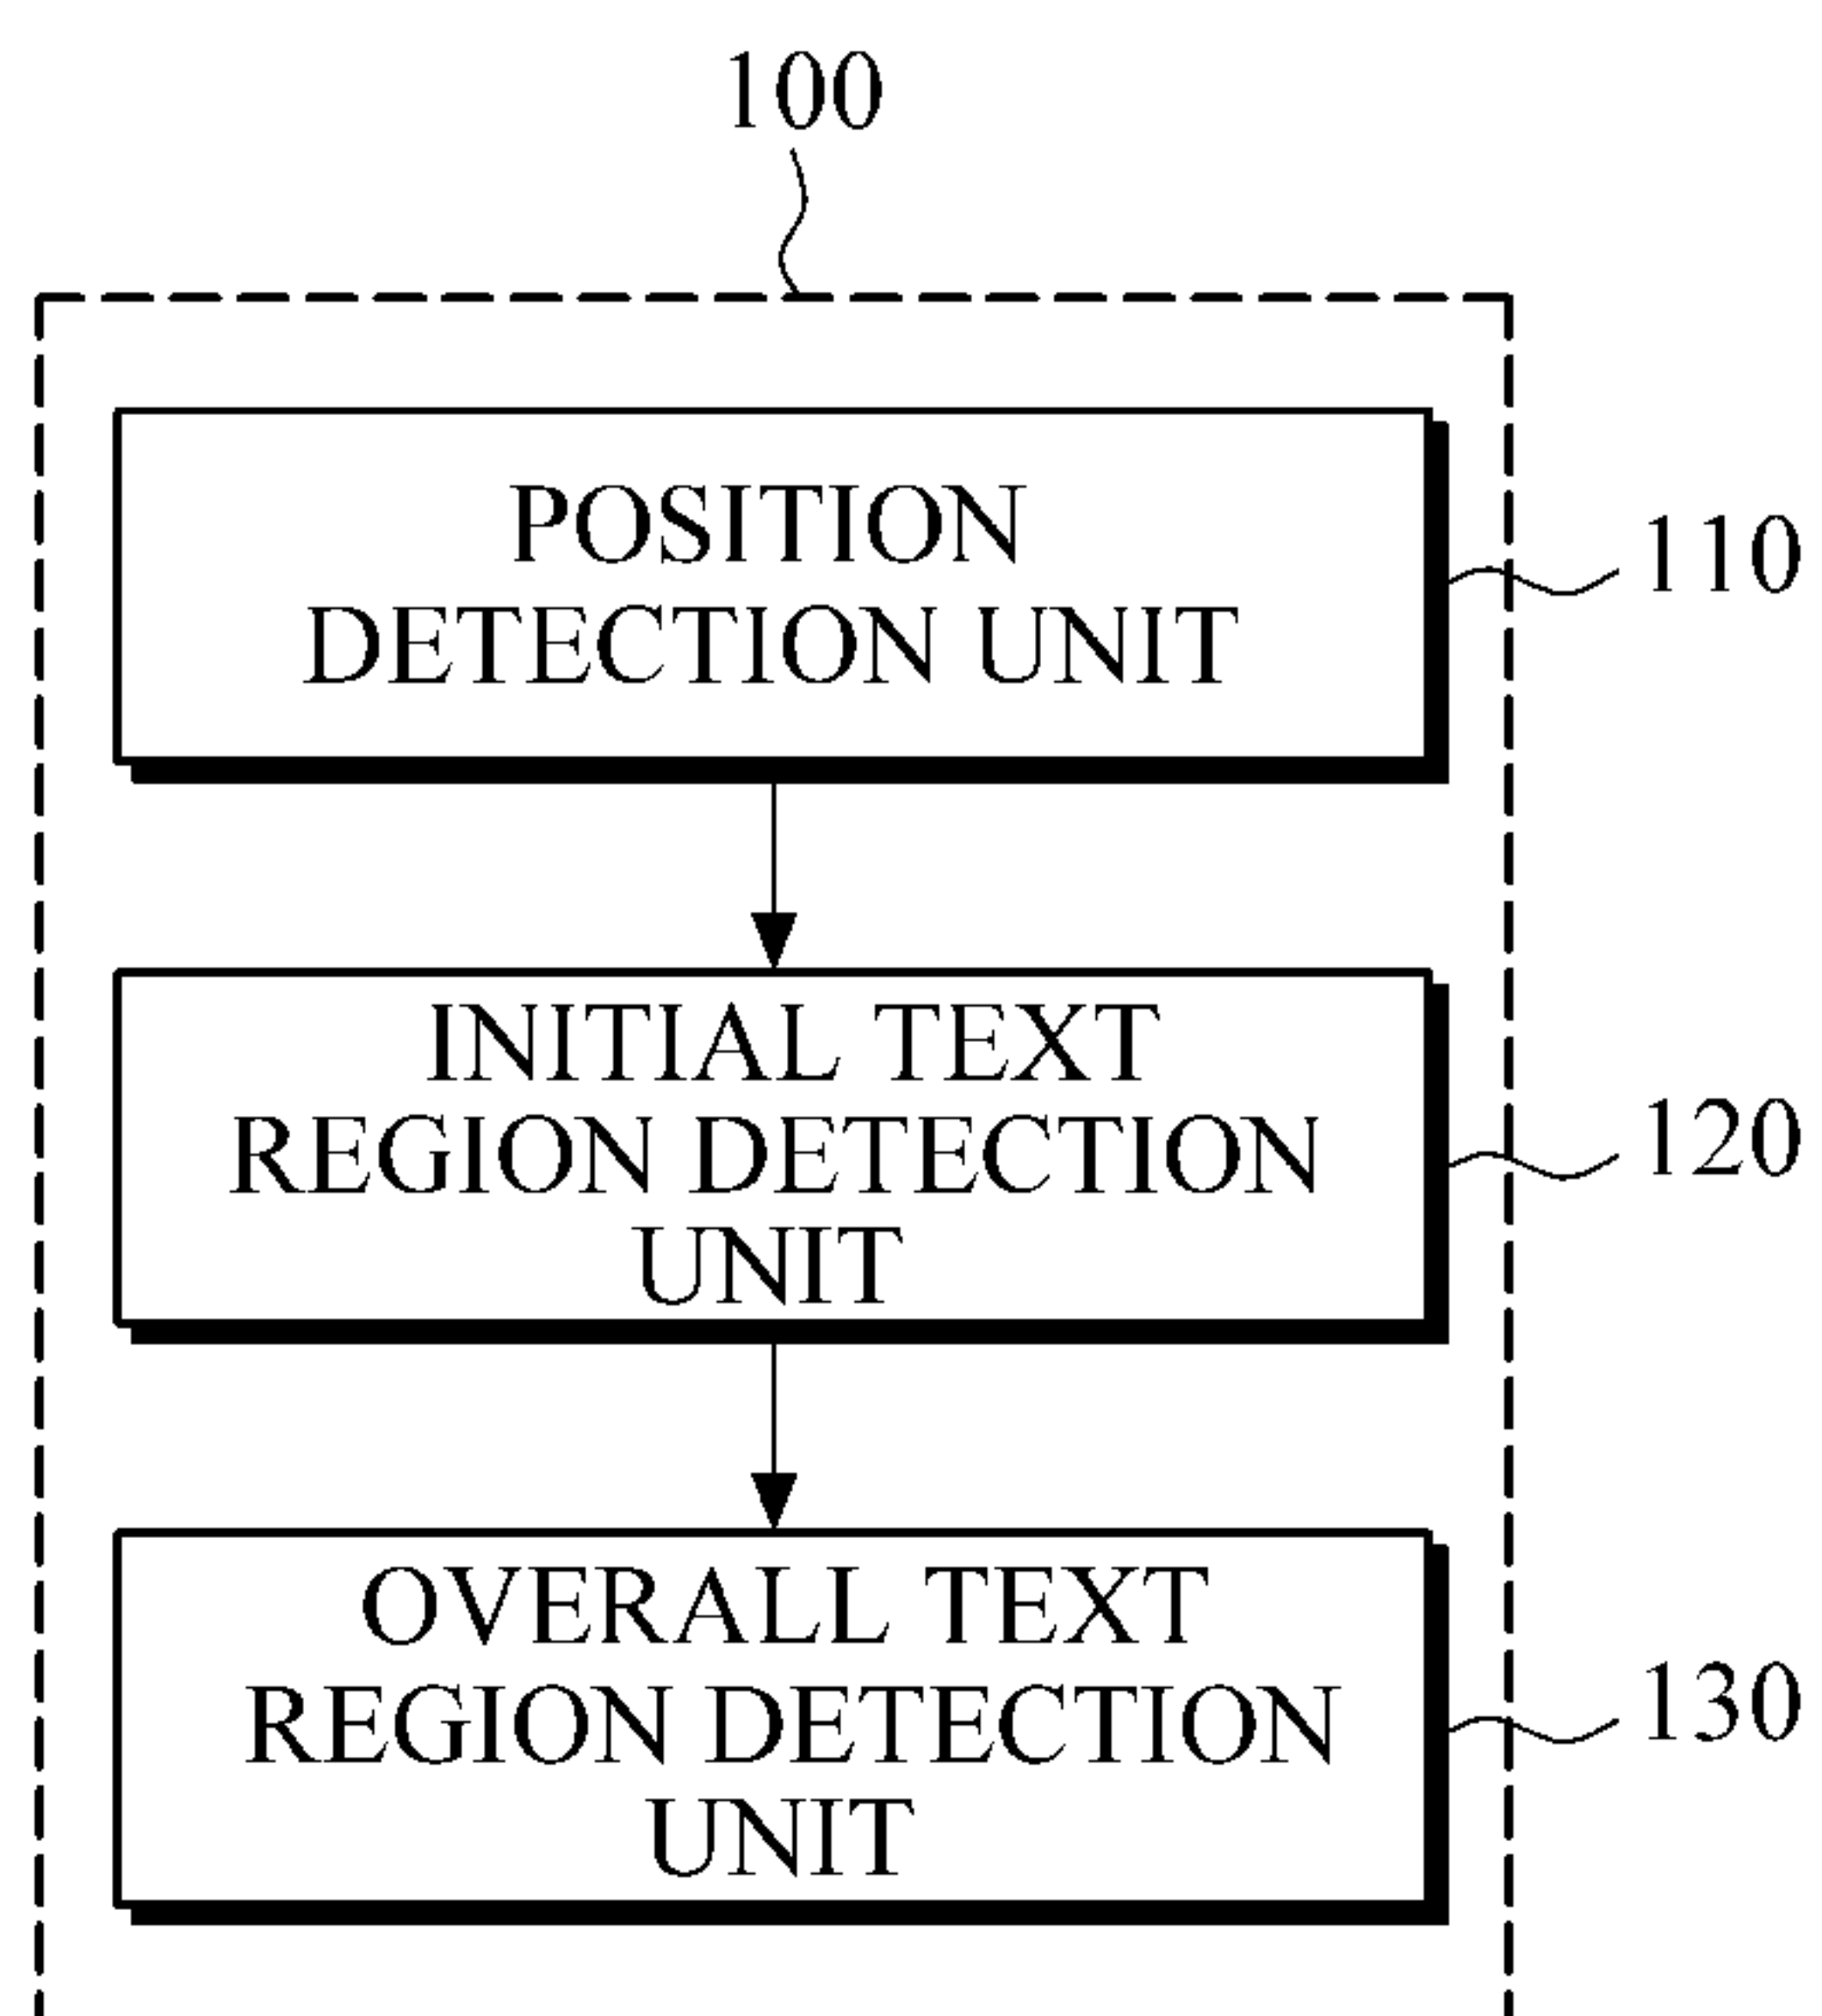 100
POSITION
DETECTION UNIT
110
INITIAL TEXT
REGION DETECTION
UNIT
120
OVERALL TEXT
REGION DETECTION
UNIT
130